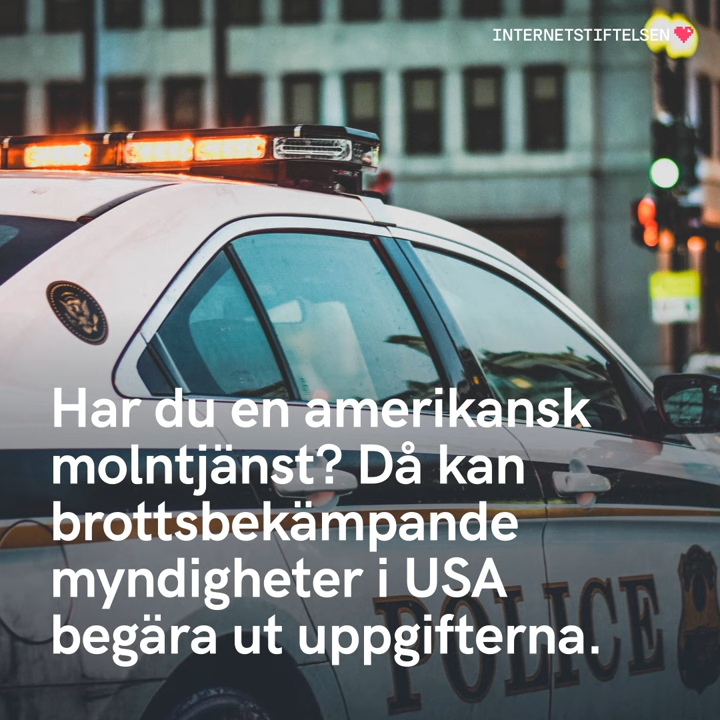 INTERNETSTIFTELSEN
Har du en amerikansk
molntjänst? Då kan
brottsbekämpande
myndigheter i USA
begära ut uppgifterna.
POLICE